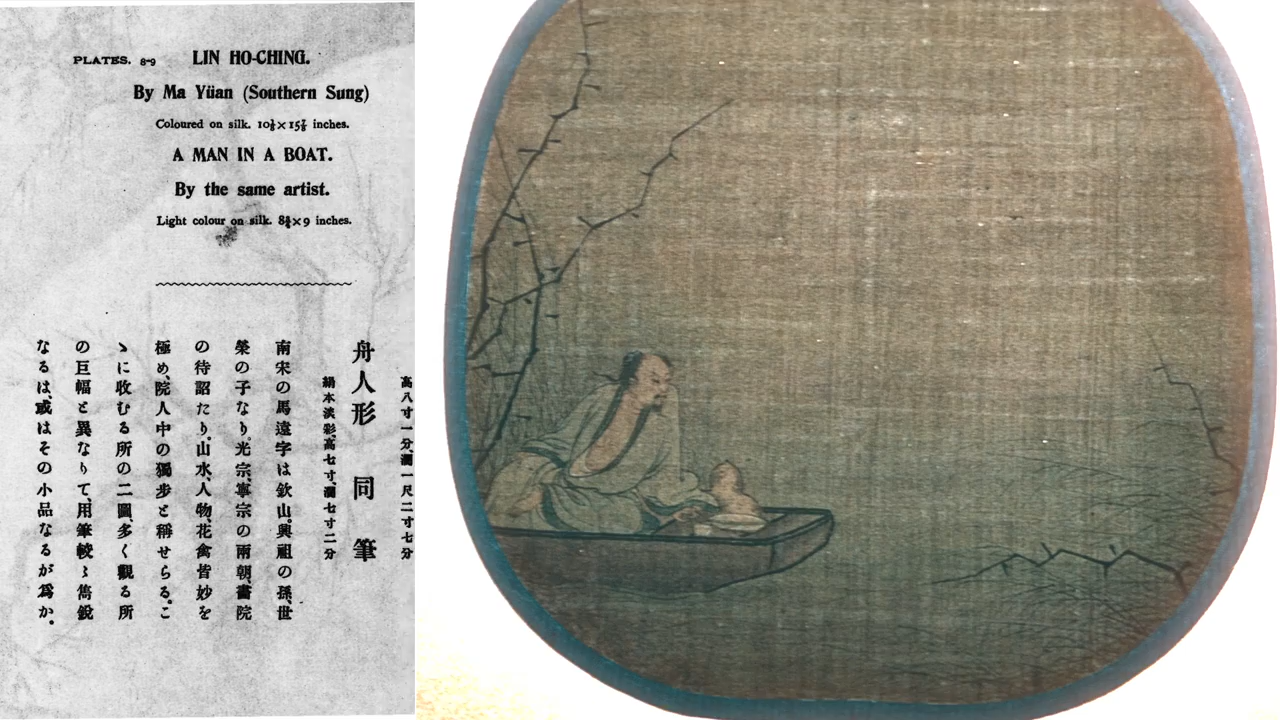 PLATES. 8-9 LIN HO-CHING.
By Ma Yüan (Southern Sung)
Coloured on silk. 10⅛×15⅞ inches.
A MAN IN A BOAT.
By the same artist.
Light colour on silk. 8¾×9 inches.
高八寸一分、濶一尺二寸七分
舟人形 同筆
絹本淡彩、高七寸、濶七寸二分
南宋の馬遠字は欽山。興祖の孫、世
榮の子なり。光宗、寧宗の兩朝、畫院
の待詔たり。山水、人物、花禽皆妙を
極め、院人中の獨步と稱せらる。こ
ゝに收むる所の二圖、多く觀る所
の巨幅と異なりて、用筆較〻雋銳
なるは、或はその小品なるが爲か。